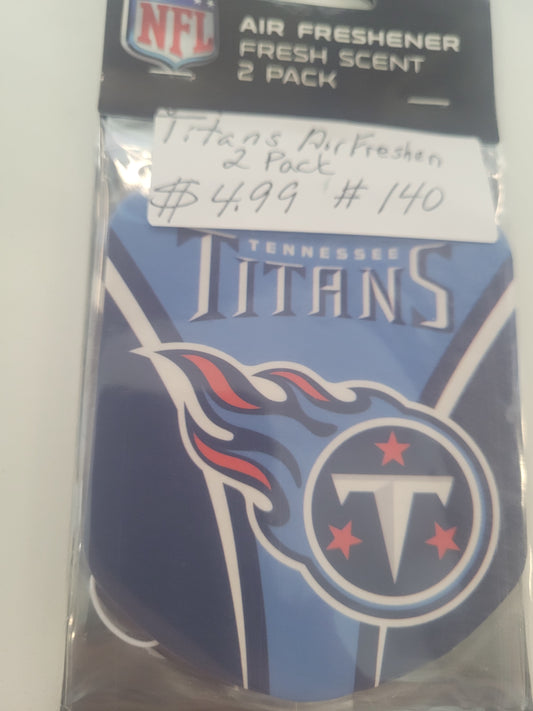 NFL
AIR FRESHENER
FRESH SCENT
2 PACK
Titans Air Freshen
2 Pack
$4.99 #140
TENNESSEE
TITANS
T